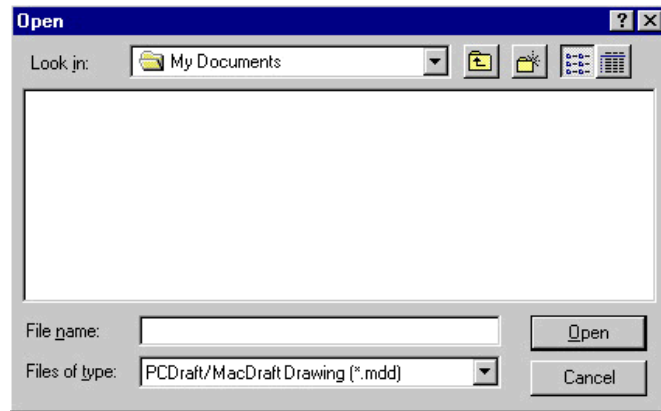 Open
Look in: My Documents
File name: Open
Files of type: PCDraft/MacDraft Drawing (*.mdd) Cancel